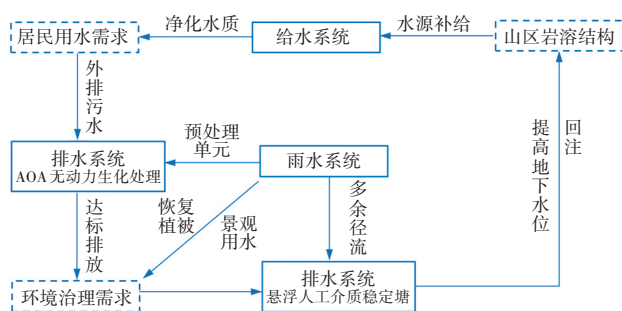 净化水质
水源补给
居民用水需求
给水系统
山区岩溶结构
外排污水
预处理
单元
提高地下水位
回注
排水系统
AOA无动力生化处理
雨水系统
达标排放
恢复
植被
景观
用水
多余径流
环境治理需求
排水系统
悬浮人工介质稳定塘